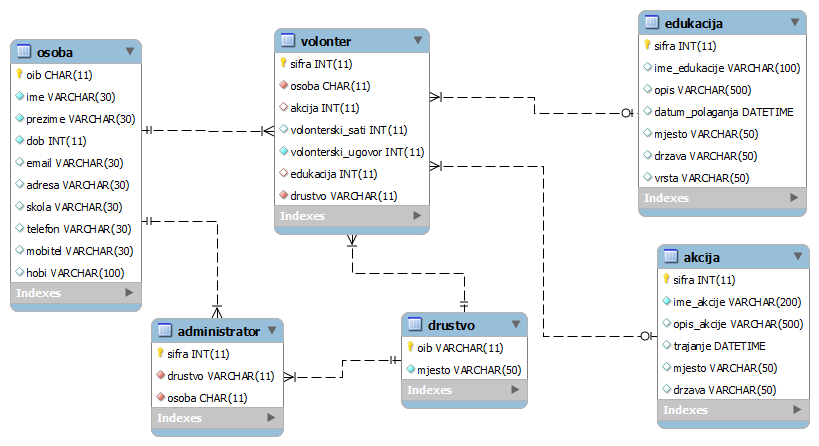 osoba
oib CHAR(11)
ime VARCHAR(30)
prezime VARCHAR(30)
dob INT(11)
email VARCHAR(30)
adresa VARCHAR(30)
skola VARCHAR(30)
telefon VARCHAR(30)
mobitel VARCHAR(30)
hobi VARCHAR(100)
Indexes
volonter
sifra INT(11)
osoba CHAR(11)
akcija INT(11)
volonterski_sati INT(11)
volonterski_ugovor INT(11)
edukacija INT(11)
drustvo VARCHAR(11)
Indexes
edukacija
sifra INT(11)
ime_edukacije VARCHAR(100)
opis VARCHAR(500)
datum_polaganja DATETIME
mjesto VARCHAR(50)
drzava VARCHAR(50)
vrsta VARCHAR(50)
Indexes
akcija
sifra INT(11)
ime_akcije VARCHAR(200)
opis_akcije VARCHAR(500)
trajanje DATETIME
mjesto VARCHAR(50)
drzava VARCHAR(50)
Indexes
administrator
sifra INT(11)
drustvo VARCHAR(11)
osoba CHAR(11)
Indexes
drustvo
oib VARCHAR(11)
mjesto VARCHAR(50)
Indexes